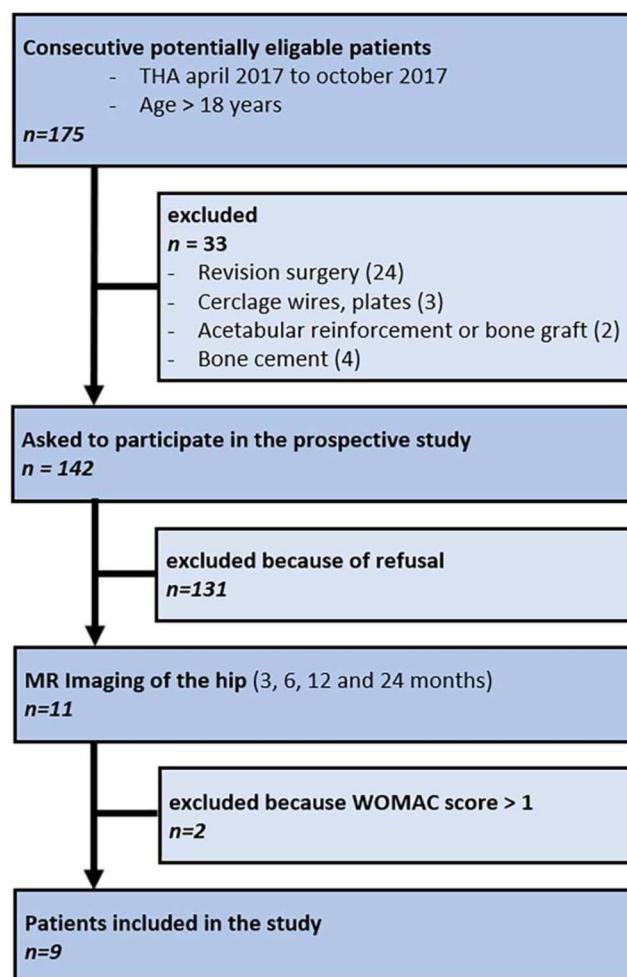 Consecutive potentially eligible patients
- THA april 2017 to october 2017
- Age > 18 years
n=175
excluded
n = 33
- Revision surgery (24)
- Cerclage wires, plates (3)
- Acetabular reinforcement or bone graft (2)
- Bone cement (4)
Asked to participate in the prospective study
n = 142
excluded because of refusal
n=131
MR Imaging of the hip (3, 6, 12 and 24 months)
n=11
excluded because WOMAC score > 1
n=2
Patients included in the study
n=9